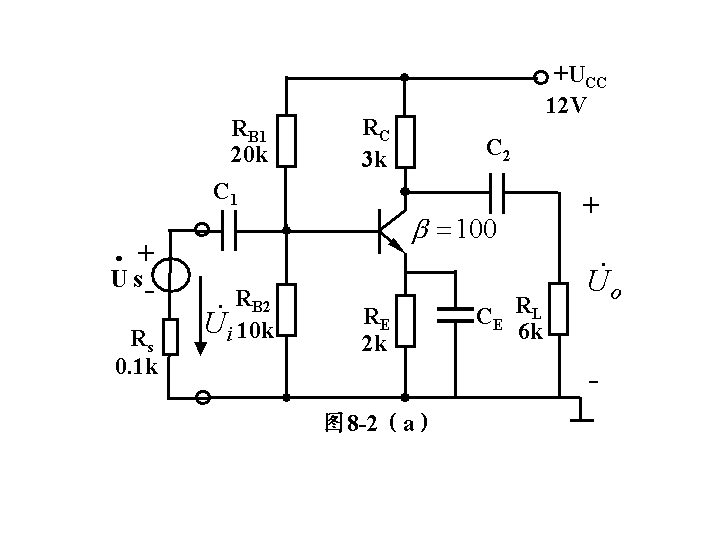 +UCC
12V
RB1
20k
RC
3k
C2
C1
+
β=100
+
U̇s
-
U̇o
RB2
U̇i 10k
RE
2k
CE
RL
6k
Rs
0.1k
-
图8-2（a）